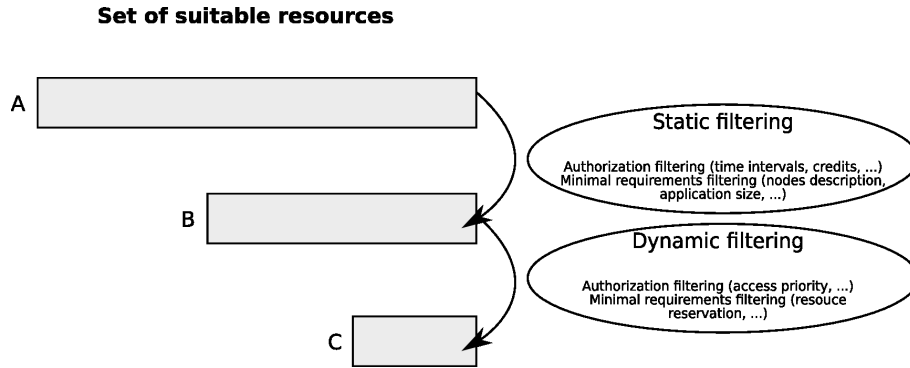 Set of suitable resources
A
Static filtering
Authorization filtering (time intervals, credits, ...)
Minimal requirements filtering (nodes description,
application size, ...)
B
Dynamic filtering
Authorization filtering (access priority, ...)
Minimal requirements filtering (resouce
reservation, ...)
C